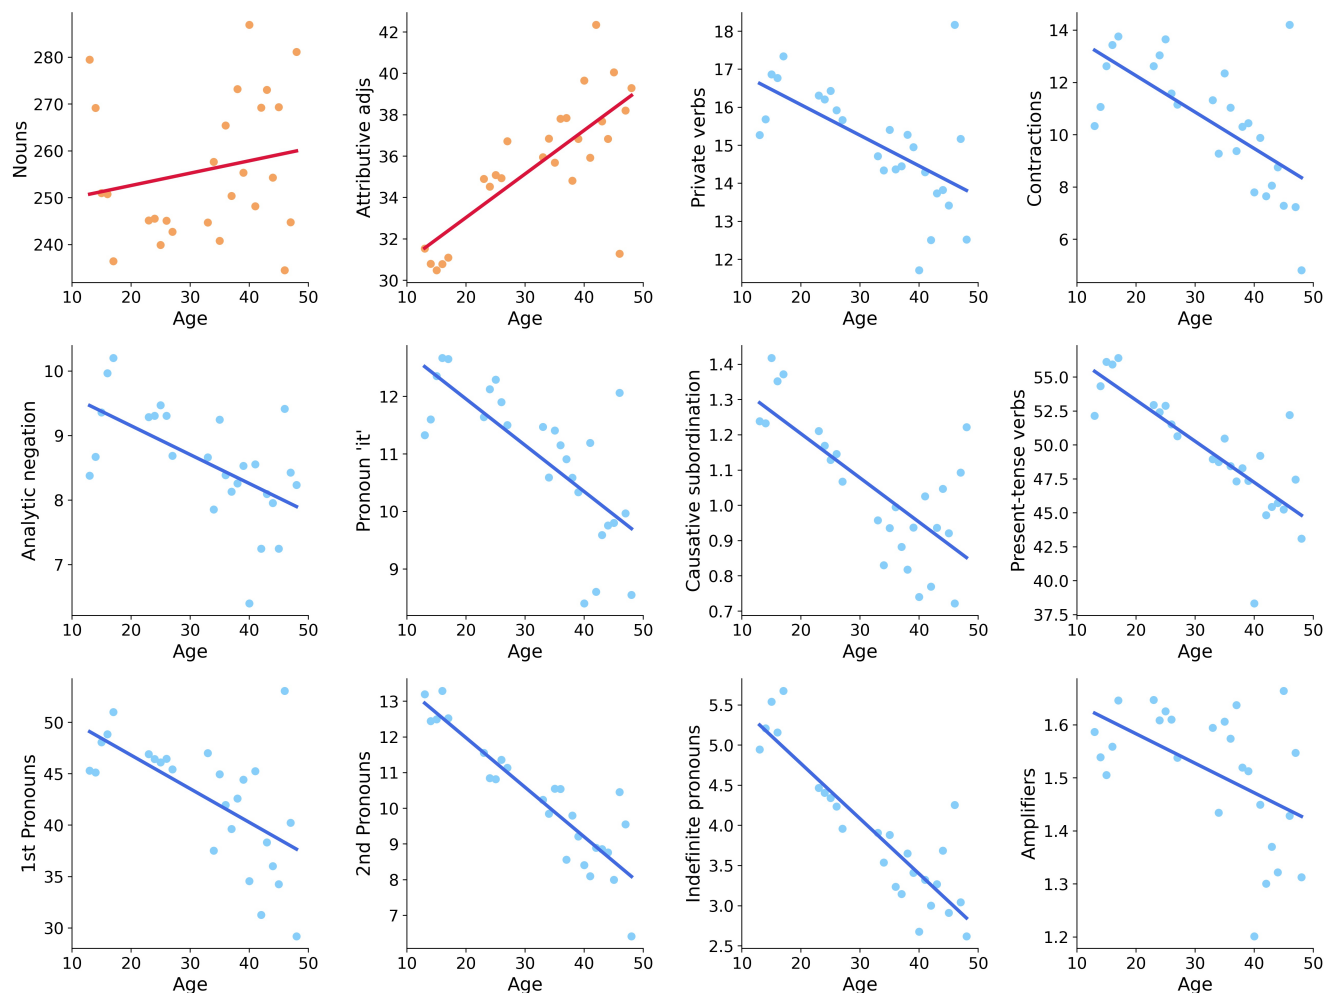 Nouns
280
270
260
250
240
10 20 30 40 50
Age
Attributive adjs
42
40
38
36
34
32
30
10 20 30 40 50
Age
Private verbs
18
17
16
15
14
13
12
10 20 30 40 50
Age
Contractions
14
12
10
8
6
10 20 30 40 50
Age
Analytic negation
10
9
8
7
10 20 30 40 50
Age
Pronoun 'it'
12
11
10
9
10 20 30 40 50
Age
Causative subordination
1.4
1.3
1.2
1.1
1.0
0.9
0.8
0.7
10 20 30 40 50
Age
Present-tense verbs
55.0
52.5
50.0
47.5
45.0
42.5
40.0
37.5
10 20 30 40 50
Age
1st Pronouns
50
45
40
35
30
10 20 30 40 50
Age
2nd Pronouns
13
12
11
10
9
8
7
10 20 30 40 50
Age
Indefinite pronouns
5.5
5.0
4.5
4.0
3.5
3.0
2.5
10 20 30 40 50
Age
Amplifiers
1.6
1.5
1.4
1.3
1.2
10 20 30 40 50
Age